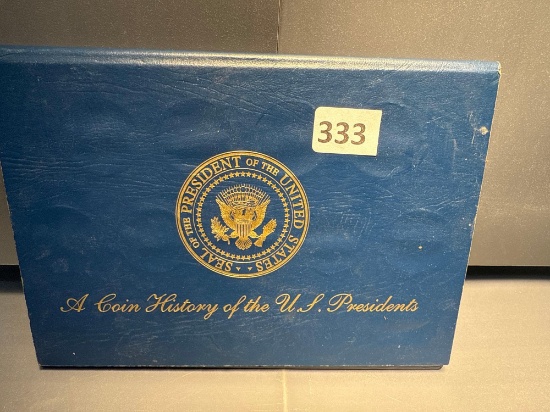 333
SEAL OF THE PRESIDENT OF THE UNITED STATES
A Coin History of the U.S. Presidents